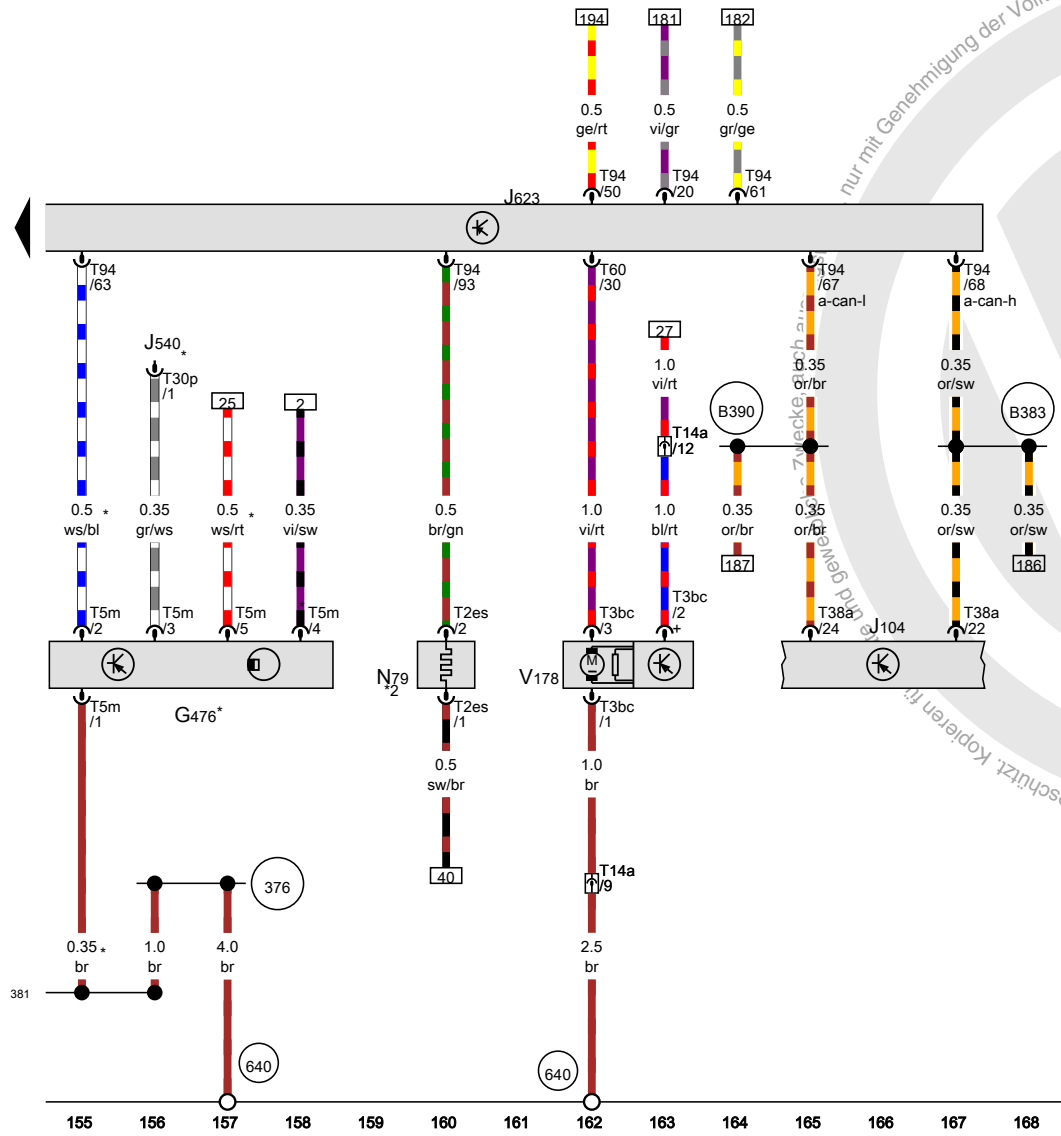 194 181 182
0.5 0.5 0.5
ge/rt vi/gr gr/ge
T94 T94 T94
/50 /20 /61
J623
T94 T94 T60 T94 T94
/63 /93 /30 /67 /68
a-can-l a-can-h
J540 *
T30p
/1
27
1.0
vi/rt
0.35 0.35
or/br or/sw
25 2
B390 B383
T14a
/12
0.5 * 0.35 0.5 0.35 0.5 1.0 1.0 0.35 0.35 0.35 0.35
ws/bl gr/ws ws/rt * vi/sw br/gn vi/rt bl/rt or/br or/br or/sw or/sw
187 186
T5m T5m T5m T5m T2es T3bc T3bc T38a T38a
/2 /3 /5 /4 /2 /3 /2 /24 /22
+
J104
M
N79
*2
V178
T5m T2es T3bc
/1 /1 /1
G476*
0.5 1.0
sw/br br
40
T14a
/9
376
0.35 * 1.0 4.0 2.5
br br br br
381
640 640
155 156 157 158 159 160 161 162 163 164 165 166 167 168
nur mit Genehmigung der
Zwecke, auch
und
Kopieren